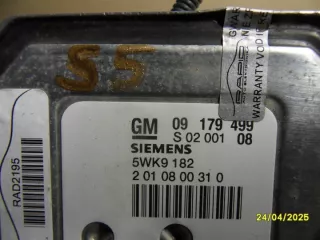 S5
GM 09 179 499
S 02 001 08
SIEMENS
5WK9 182
2 01 08 00 31 0
RAD2195
WARRANTY VOID
24/04/2025